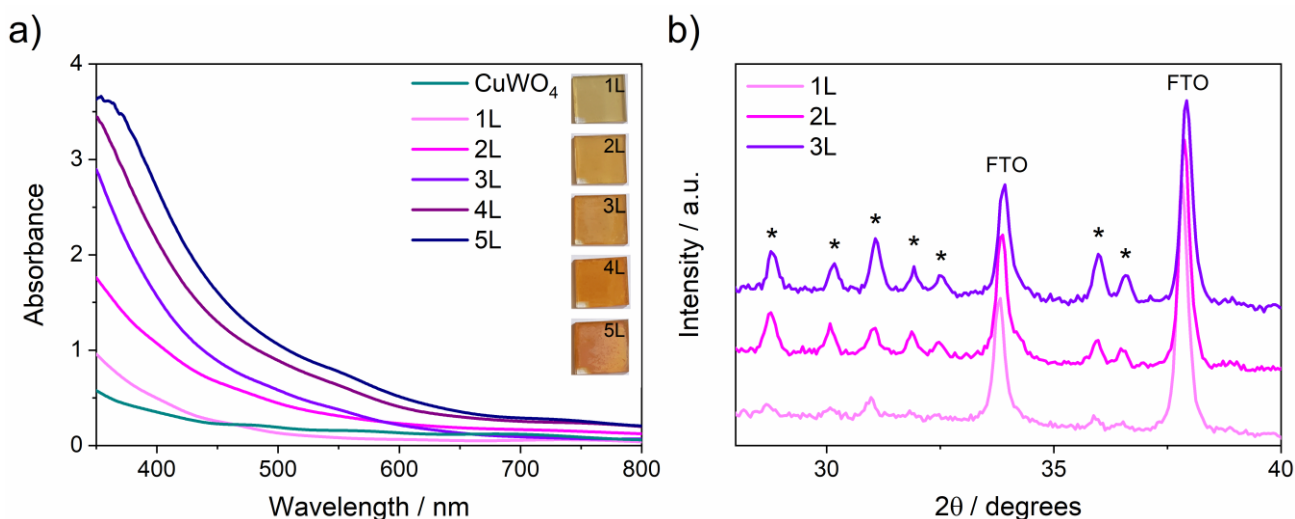 a)
Absorbance
4
3
2
1
0
400
500
600
700
800
Wavelength / nm
CuWO₄
1L
2L
3L
4L
5L
1L
2L
3L
4L
5L
b)
Intensity / a.u.
1L
2L
3L
FTO
FTO
* * * * * * *
30
35
40
2θ / degrees